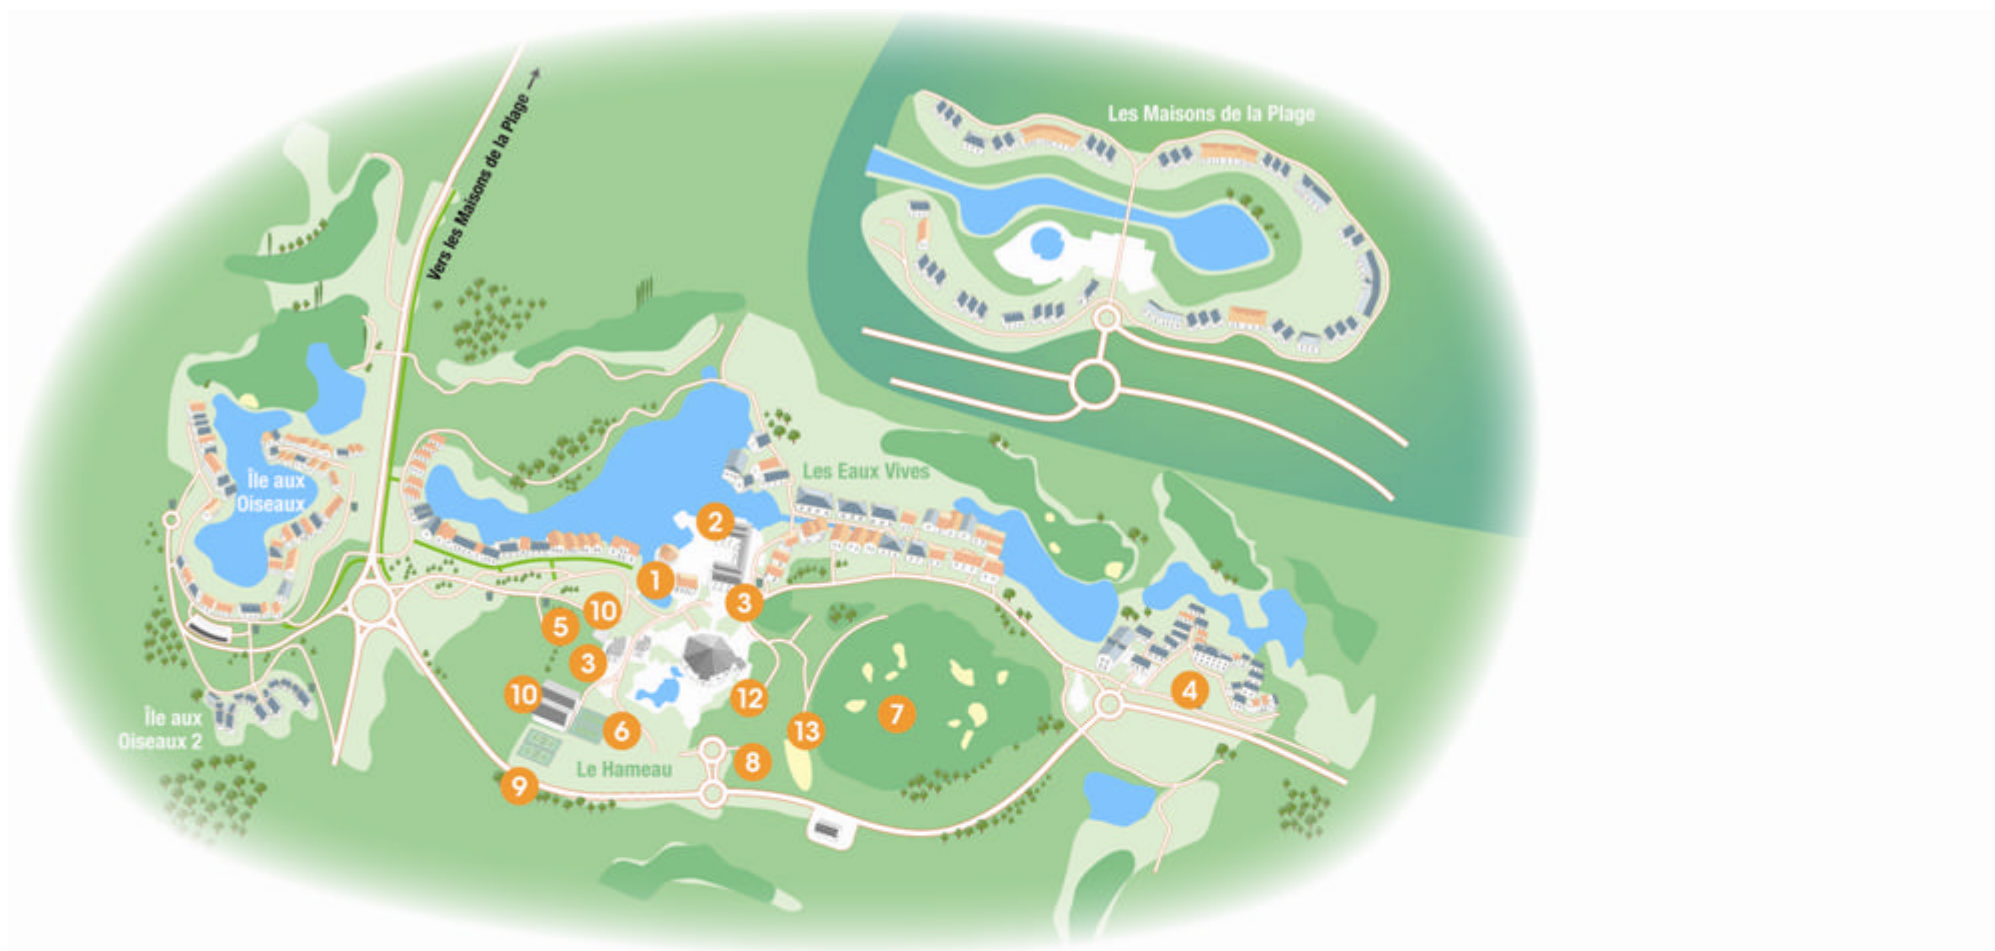 Les Maisons de la Plage
Vers les Maisons de la Plage
Les Eaux Vives
Île aux
Oiseaux
2
1
10
3
5
3
4
10
12
7
6
13
Île aux
Oiseaux 2
8
Le Hameau
9